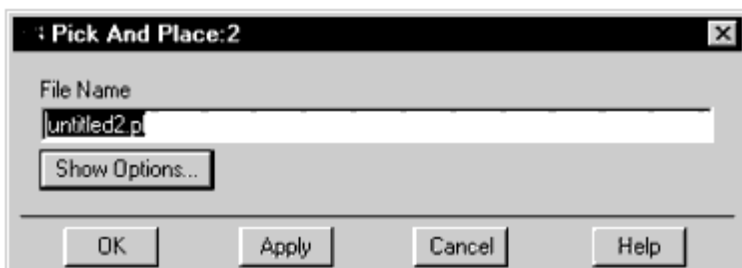 Pick And Place:2
File Name
untitled2.pl
Show Options...
OK Apply Cancel Help